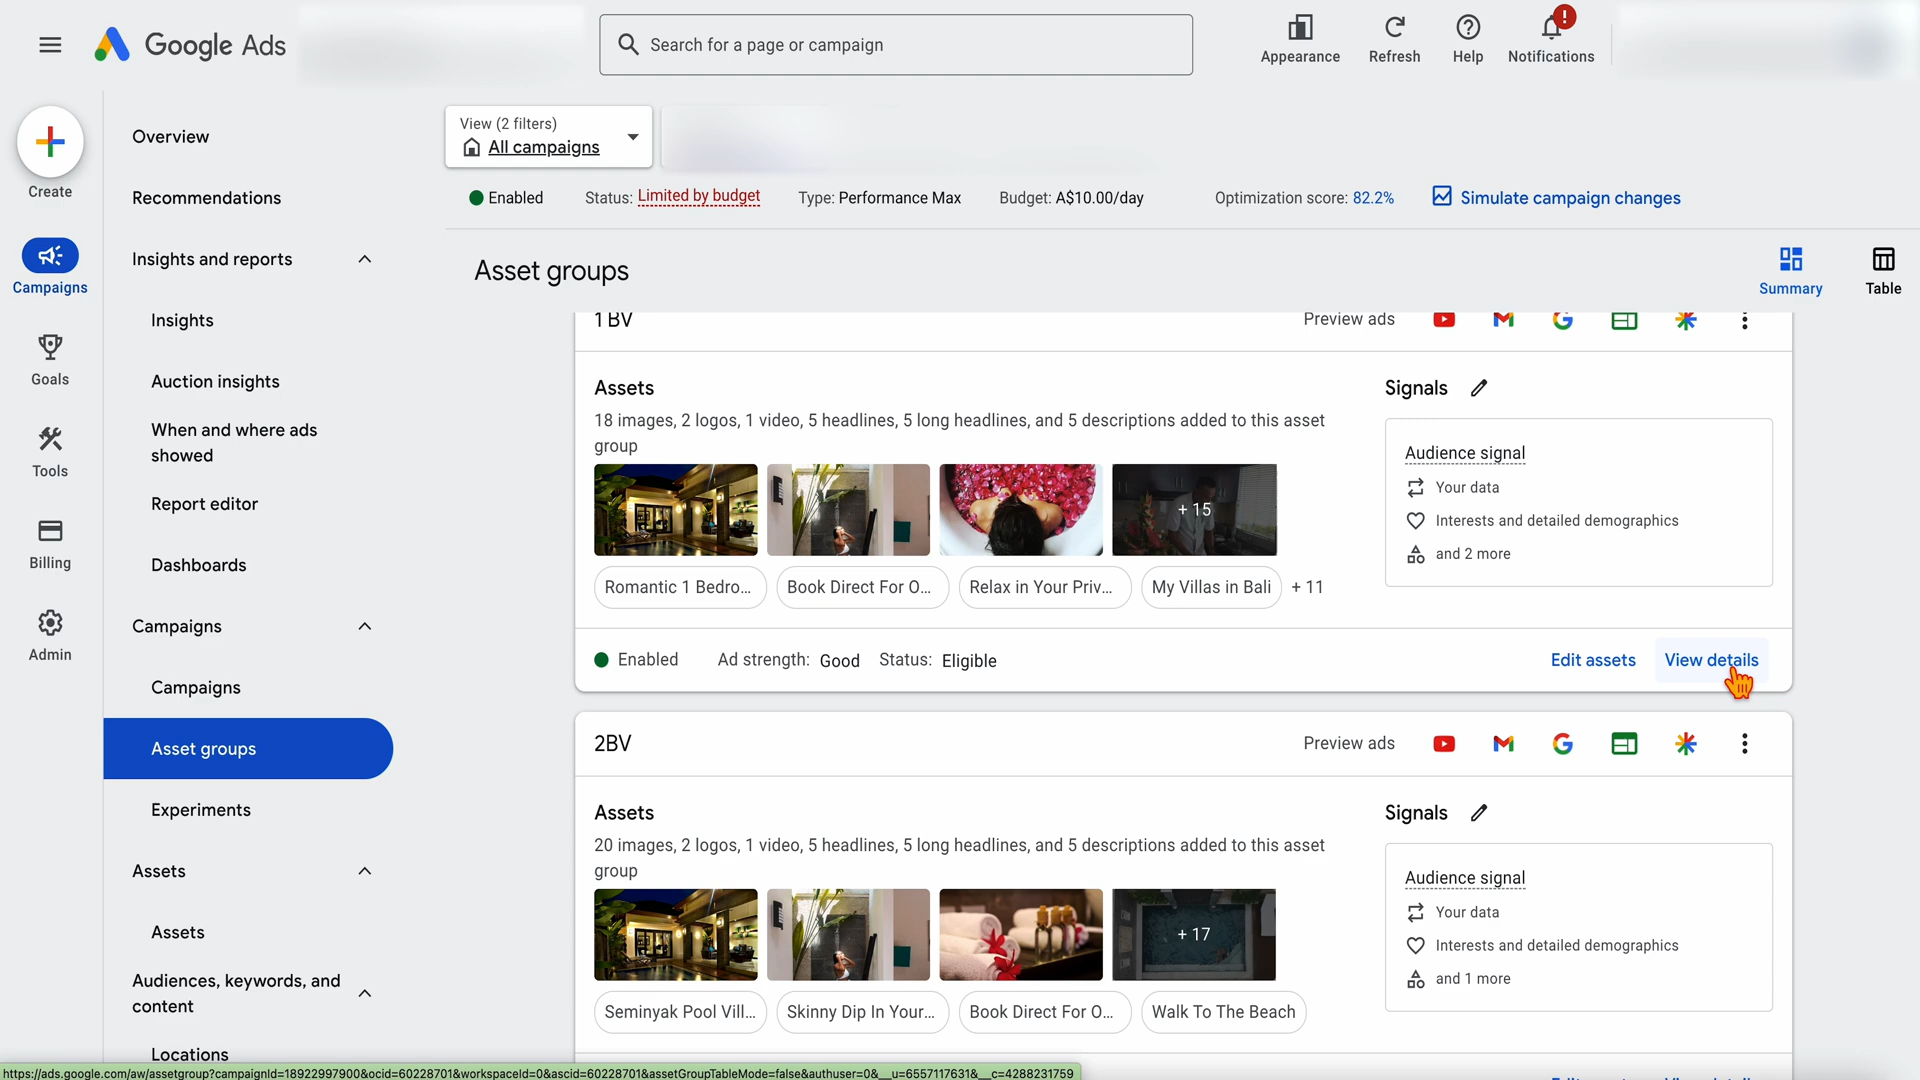 Google Ads
Search for a page or campaign
Appearance
Refresh
Help
!
Notifications
Create
Campaigns
Goals
Tools
Billing
Admin
Overview
Recommendations
Insights and reports
Insights
Auction insights
When and where ads
showed
Report editor
Dashboards
Campaigns
Campaigns
Asset groups
Experiments
Assets
Assets
Audiences, keywords, and
content
Locations
View (2 filters)
All campaigns
Enabled Status: Limited by budget Type: Performance Max Budget: A$10.00/day Optimization score: 82.2% Simulate campaign changes
Asset groups
Summary
Table
1 BV Preview ads
Assets
18 images, 2 logos, 1 video, 5 headlines, 5 long headlines, and 5 descriptions added to this asset
group
+ 15
Romantic 1 Bedro... Book Direct For O... Relax in Your Priv... My Villas in Bali + 11
Signals
Audience signal
Your data
Interests and detailed demographics
and 2 more
Enabled Ad strength: Good Status: Eligible Edit assets View details
2BV Preview ads
Assets
20 images, 2 logos, 1 video, 5 headlines, 5 long headlines, and 5 descriptions added to this asset
group
+ 17
Seminyak Pool Vill... Skinny Dip In Your... Book Direct For O... Walk To The Beach
Signals
Audience signal
Your data
Interests and detailed demographics
and 1 more
https://ads.google.com/aw/assetgroup?campaignId=18922997900&ocid=60228701&workspaceId=0&ascid=60228701&assetGroupTableMode=false&authuser=0&__u=6557117631&__c=4288231759